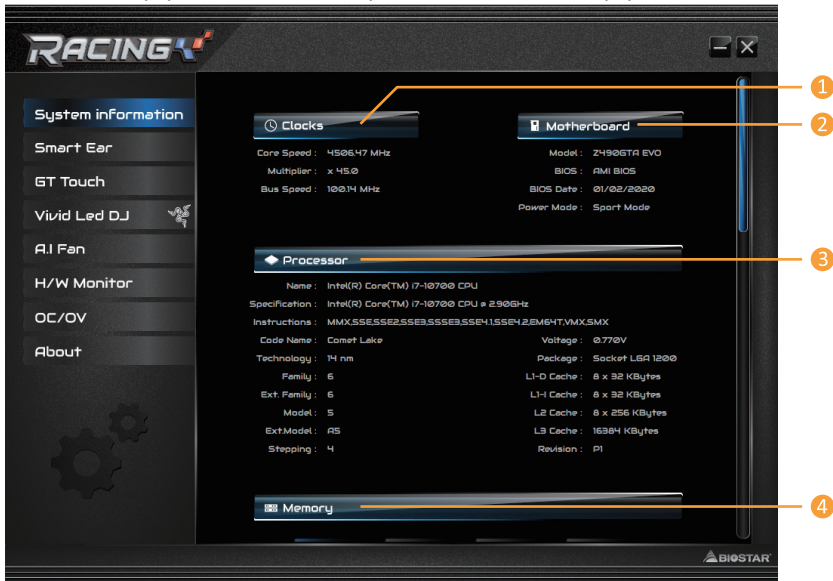 RACING
System information
Smart Ear
GT Touch
Vivid Led DJ
A.I Fan
H/W Monitor
OC/OV
About
Clocks
1
Core Speed : 4506.47 MHz
Multiplier : x 45.0
Bus Speed : 100.14 MHz
Motherboard
2
Model : Z490GTA EVO
BIOS : AMI BIOS
BIOS Date : 01/02/2020
Power Mode : Sport Mode
Processor
3
Name : Intel(R) Core(TM) i7-10700 CPU
Specification : Intel(R) Core(TM) i7-10700 CPU @ 2.90GHz
Instructions : MMX,SSE,SSE2,SSE3,SSSE3,SSE4.1,SSE4.2,EM64T,VMX,SMX
Code Name : Comet Lake
Technology : 14 nm
Family : 6
Ext. Family : 6
Model : 5
Ext.Model : A5
Stepping : 4
Voltage : 0.770V
Package : Socket LGA 1200
L1-D Cache : 8 x 32 KBytes
L1-I Cache : 8 x 32 KBytes
L2 Cache : 8 x 256 KBytes
L3 Cache : 16384 KBytes
Revision : P1
Memory
4
BIOSTAR